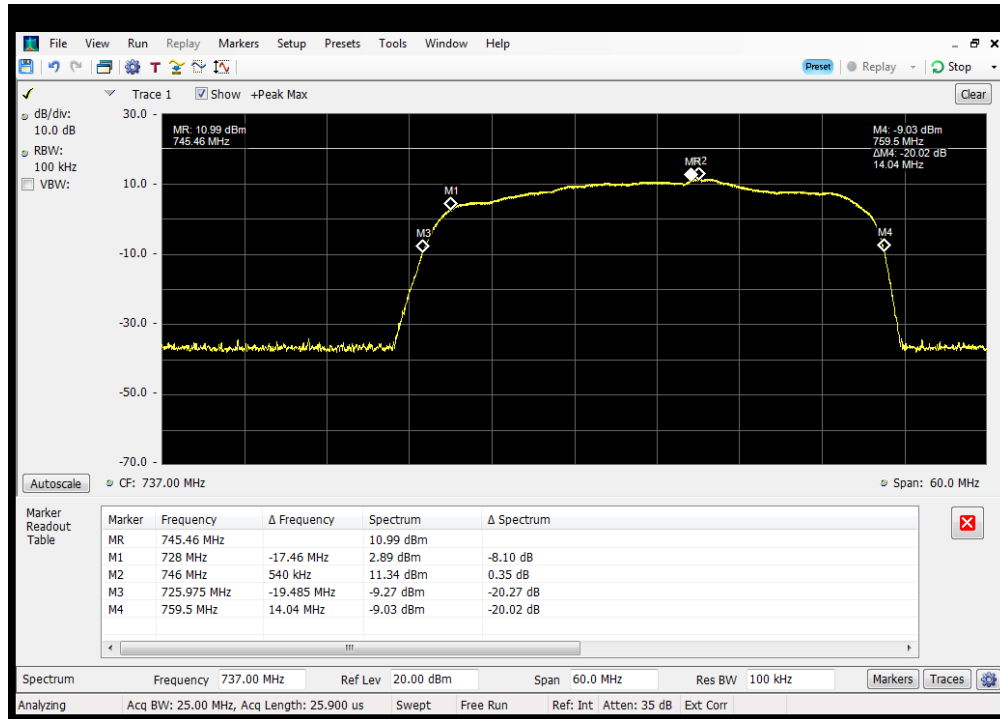 File View Run Replay Markers Setup Presets Tools Window Help
Preset Replay Stop
Trace 1 Show +Peak Max Clear
dB/div:
10.0 dB
RBW:
100 kHz
VBW:
30.0
10.0
-10.0
-30.0
-50.0
-70.0
MR: 10.99 dBm
745.46 MHz
M4: -9.03 dBm
759.5 MHz
ΔM4: -20.02 dB
14.04 MHz
M1
MR2
M3
M4
Autoscale CF: 737.00 MHz Span: 60.0 MHz
Marker
Readout
Table
Marker Frequency Δ Frequency Spectrum Δ Spectrum
MR 745.46 MHz 10.99 dBm
M1 728 MHz -17.46 MHz 2.89 dBm -8.10 dB
M2 746 MHz 540 kHz 11.34 dBm 0.35 dB
M3 725.975 MHz -19.485 MHz -9.27 dBm -20.27 dB
M4 759.5 MHz 14.04 MHz -9.03 dBm -20.02 dB
Spectrum Frequency 737.00 MHz Ref Lev 20.00 dBm Span 60.0 MHz Res BW 100 kHz Markers Traces
Analyzing Acq BW: 25.00 MHz, Acq Length: 25.900 us Swept Free Run Ref: Int Atten: 35 dB Ext Corr